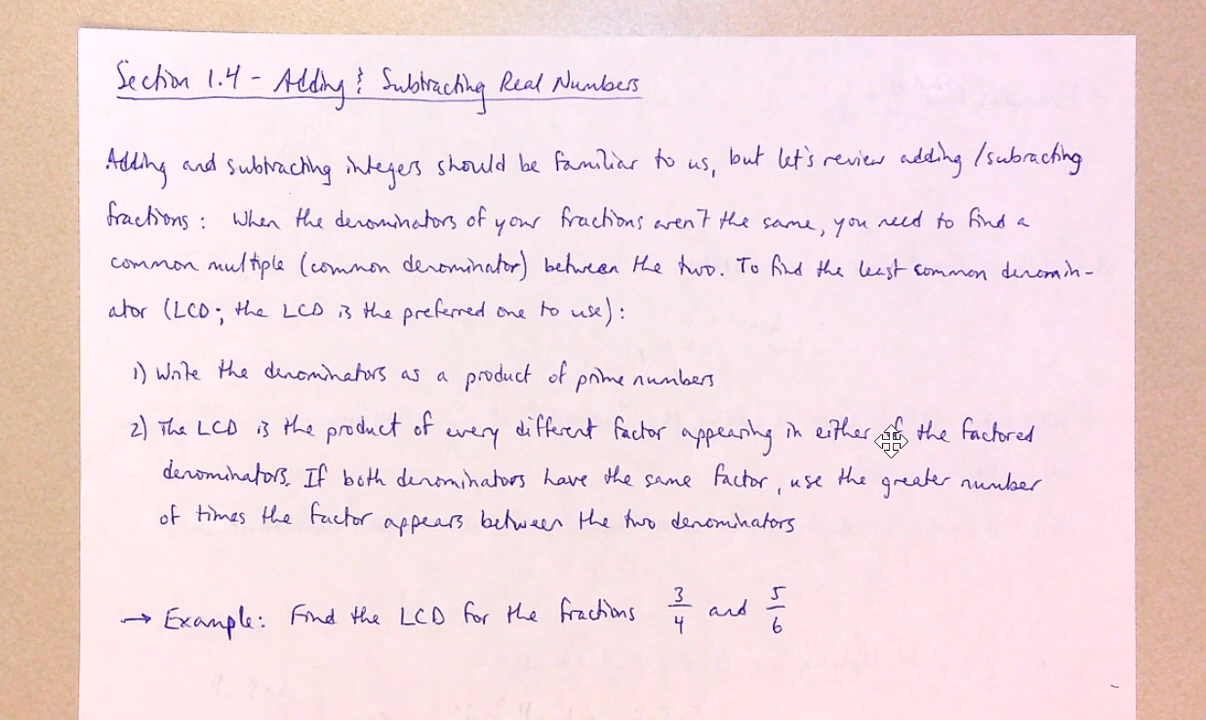 Section 1.4 - Adding & Subtracting Real Numbers
Adding and subtracting integers should be familiar to us, but let's review adding/subracting
fractions: When the denominators of your fractions aren't the same, you need to find a
common multiple (common denominator) between the two. To find the least common denomin-
ator (LCD; the LCD is the preferred one to use):
1) Write the denominators as a product of prime numbers
2) The LCD is the product of every different factor appearing in either of the factored
denominators. If both denominators have the same factor, use the greater number
of times the factor appears between the two denominators
→ Example: Find the LCD for the fractions 3/4 and 5/6